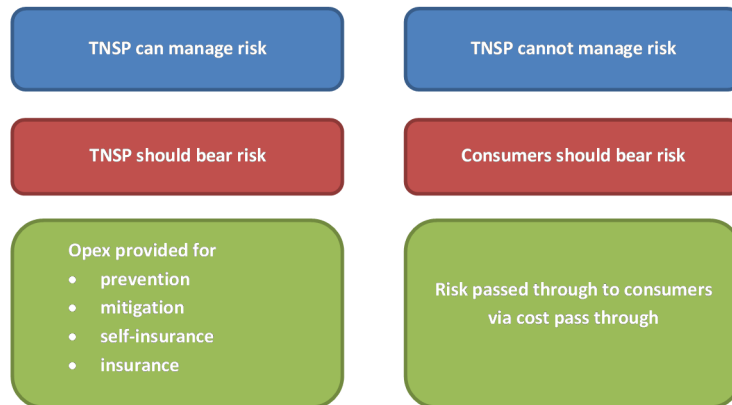 TNSP can manage risk
TNSP cannot manage risk
TNSP should bear risk
Consumers should bear risk
Opex provided for
• prevention
• mitigation
• self-insurance
• insurance
Risk passed through to consumers
via cost pass through